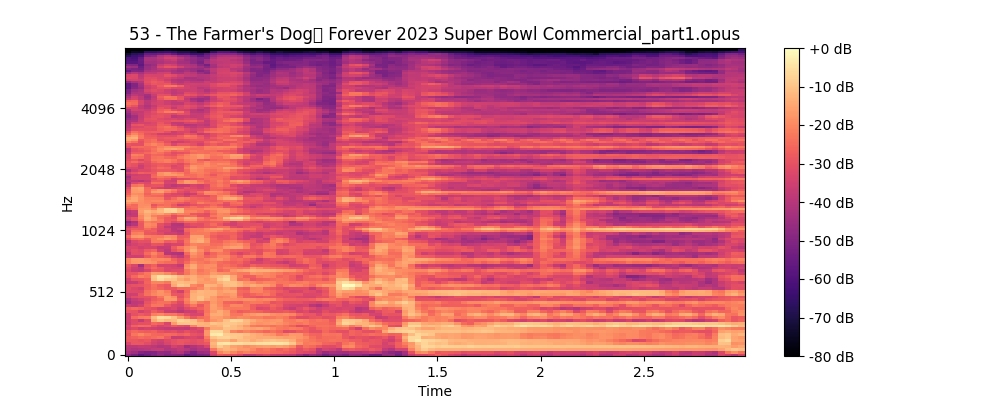 53 - The Farmer's Dog▯ Forever 2023 Super Bowl Commercial_part1.opus
+0 dB
-10 dB
-20 dB
-30 dB
-40 dB
-50 dB
-60 dB
-70 dB
-80 dB
4096
2048
1024
512
0
Hz
0
0.5
1
1.5
2
2.5
Time